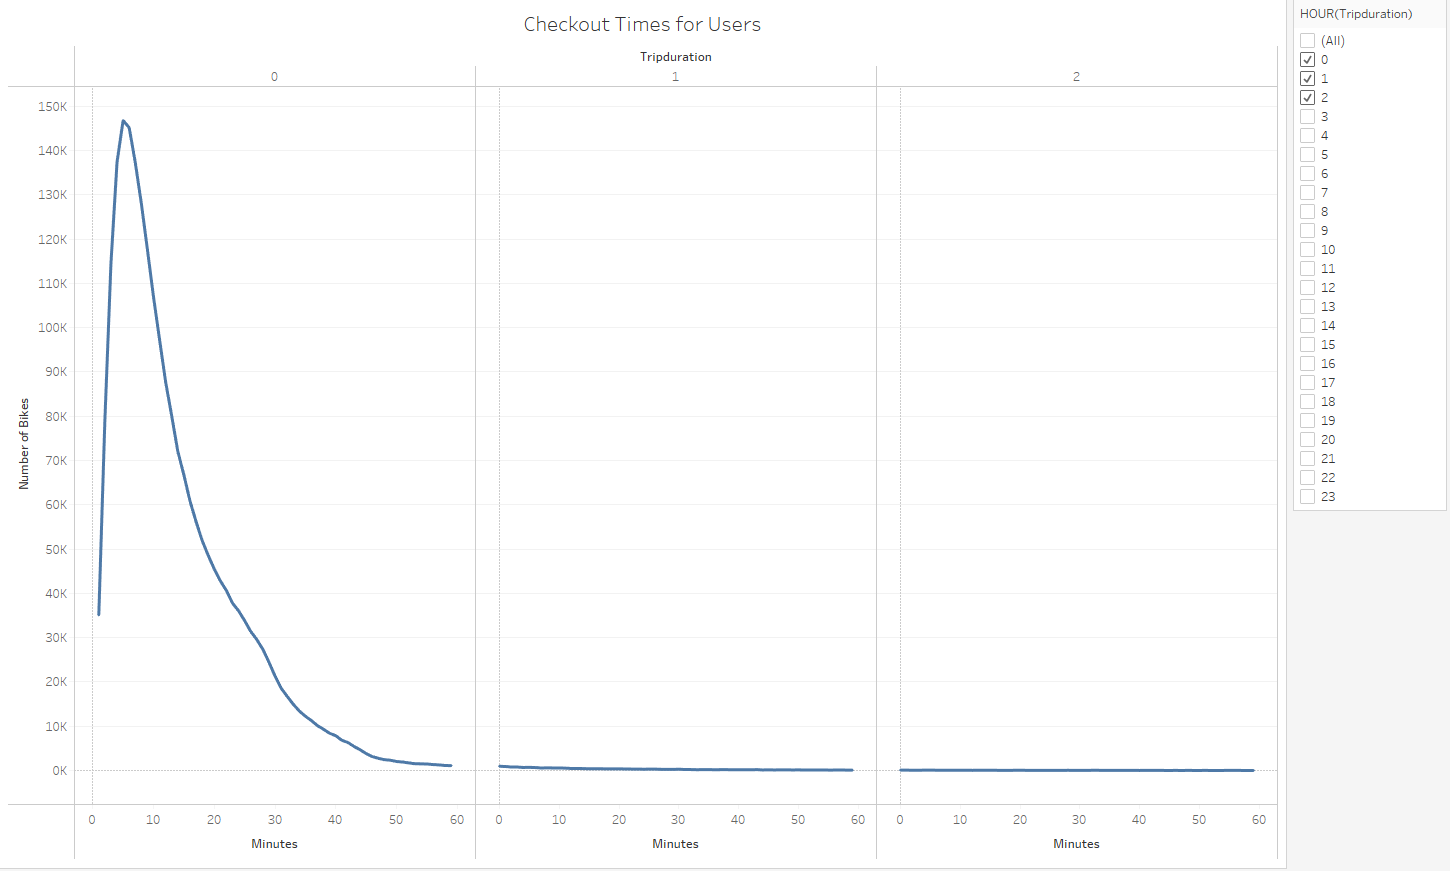 Checkout Times for Users
Tripduration
0 1 2
150K
140K
130K
120K
110K
100K
90K
80K
70K
60K
50K
40K
30K
20K
10K
0K
Number of Bikes
0 10 20 30 40 50 60 0 10 20 30 40 50 60 0 10 20 30 40 50 60
Minutes Minutes Minutes
HOUR(Tripduration)
(All)
0
1
2
3
4
5
6
7
8
9
10
11
12
13
14
15
16
17
18
19
20
21
22
23